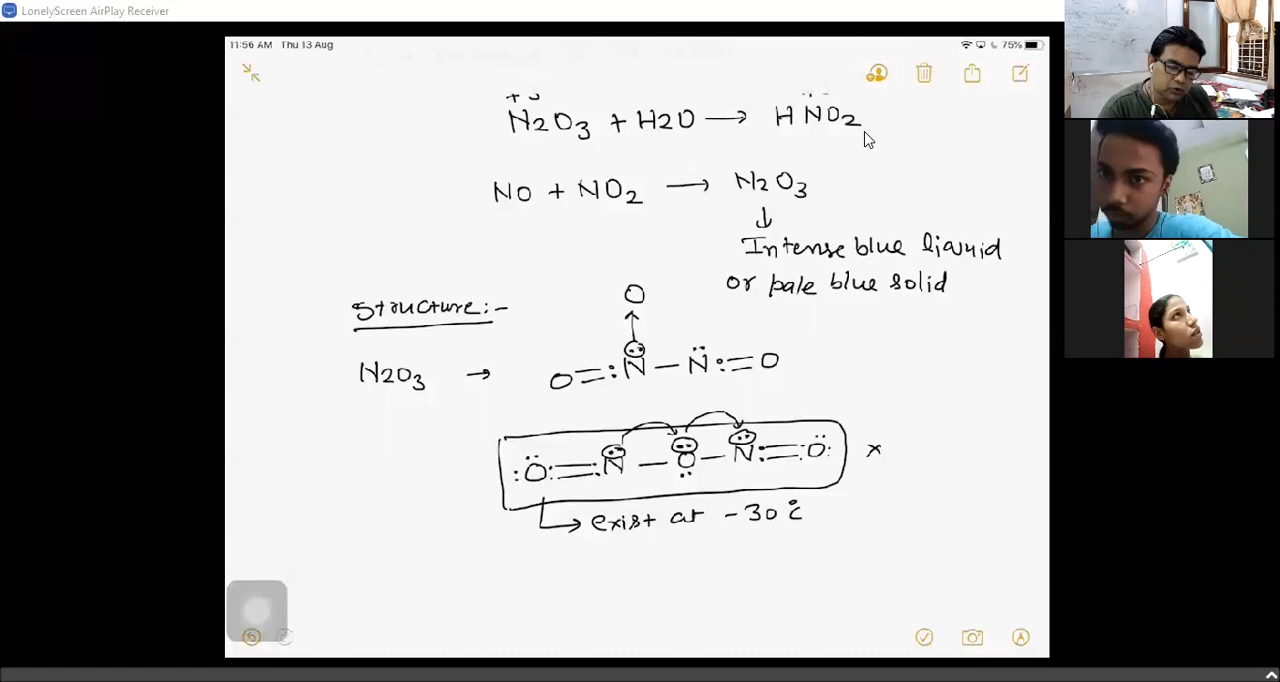 LonelyScreen AirPlay Receiver
11:56 AM Thu 13 Aug
75%
+3
N2O3 + H2O → HNO2
NO + NO2 → N2O3
↓
Intense blue liquid
or pale blue solid
Structure:-
O
↑
N2O3 → O=:N̈ — N̈:=O
:Ö:=:N̈ — Ö — N̈:=:Ö: ×
→ exist at -30°C